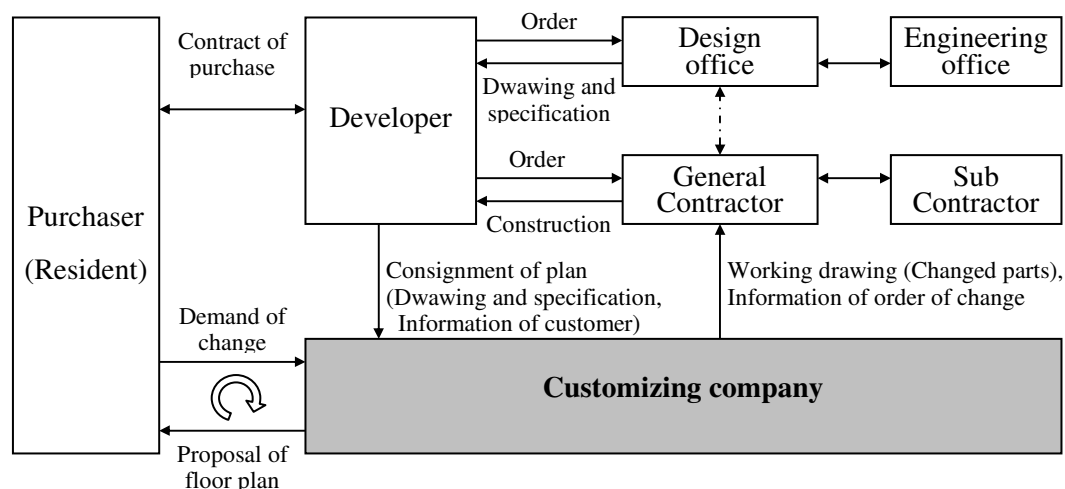 Contract of
purchase
Developer
Order
Dwawing and
specification
Design
office
Engineering
office
Order
Construction
General
Contractor
Sub
Contractor
Purchaser
(Resident)
Consignment of plan
(Dwawing and specification,
Information of customer)
Working drawing (Changed parts),
Information of order of change
Demand of
change
Customizing company
Proposal of
floor plan